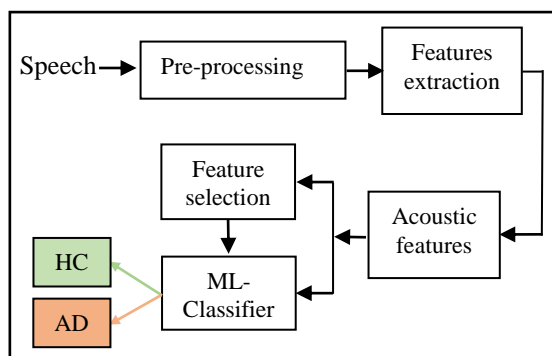 Speech
Pre-processing
Features
extraction
Feature
selection
Acoustic
features
HC
ML-
Classifier
AD